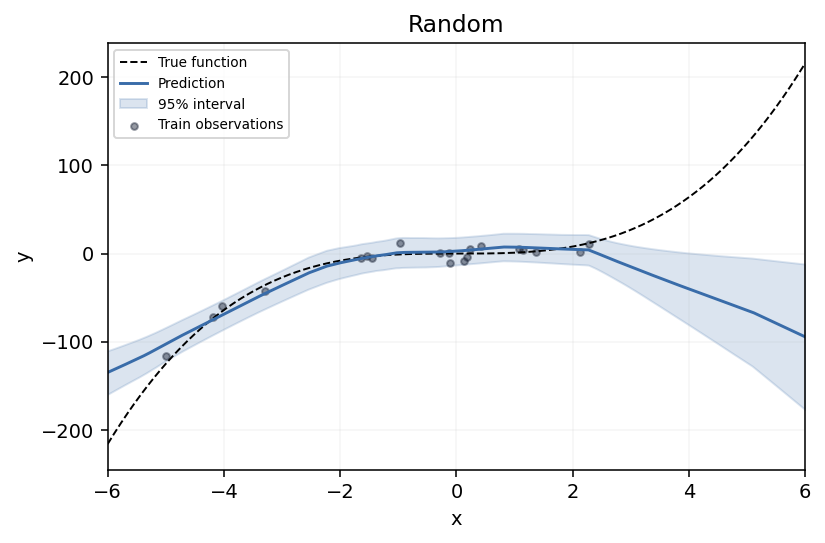 Random
True function
Prediction
95% interval
Train observations
200
100
0
−100
−200
y
−6
−4
−2
0
2
4
6
x